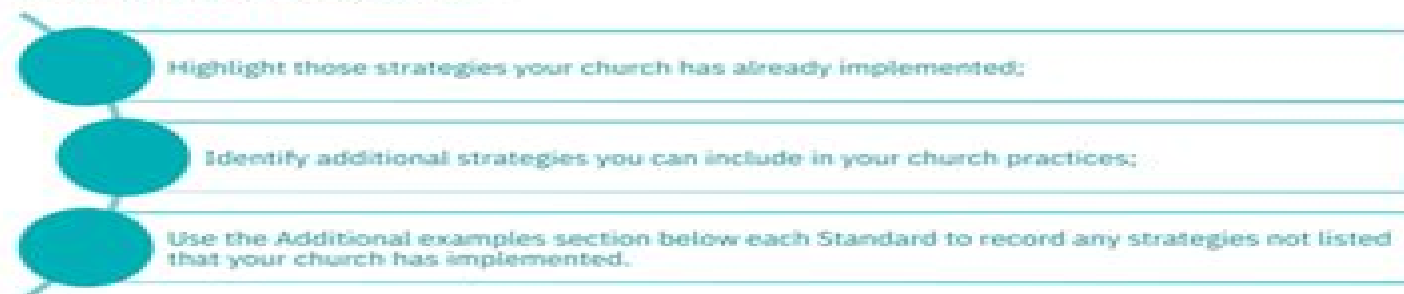 Highlight those strategies your church has already implemented;
Identify additional strategies you can include in your church practices;
Use the Additional examples section below each Standard to record any strategies not listed
that your church has implemented.